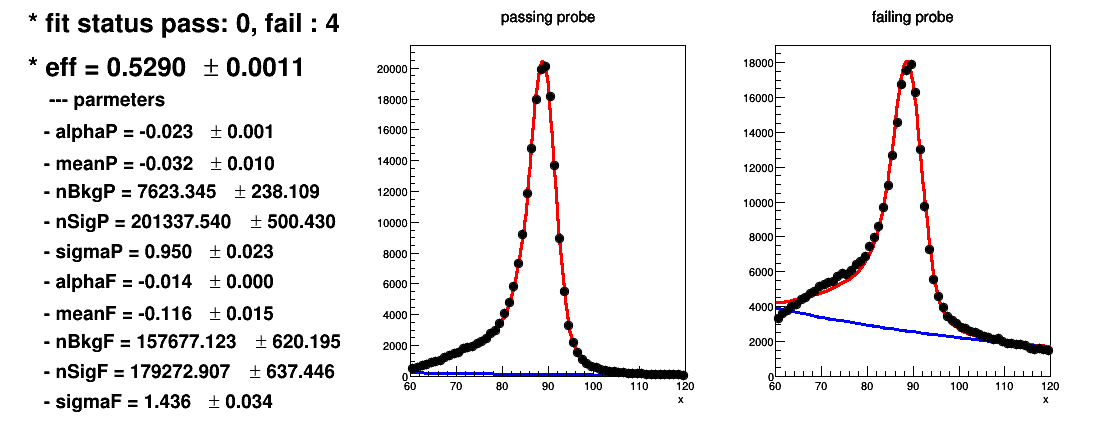 * fit status pass: 0, fail : 4
* eff = 0.5290 ± 0.0011
--- parmeters
- alphaP = -0.023 ± 0.001
- meanP = -0.032 ± 0.010
- nBkgP = 7623.345 ± 238.109
- nSigP = 201337.540 ± 500.430
- sigmaP = 0.950 ± 0.023
- alphaF = -0.014 ± 0.000
- meanF = -0.116 ± 0.015
- nBkgF = 157677.123 ± 620.195
- nSigF = 179272.907 ± 637.446
- sigmaF = 1.436 ± 0.034
passing probe
20000
18000
16000
14000
12000
10000
8000
6000
4000
2000
0
60 70 80 90 100 110 120
x
failing probe
18000
16000
14000
12000
10000
8000
6000
4000
2000
0
60 70 80 90 100 110 120
x